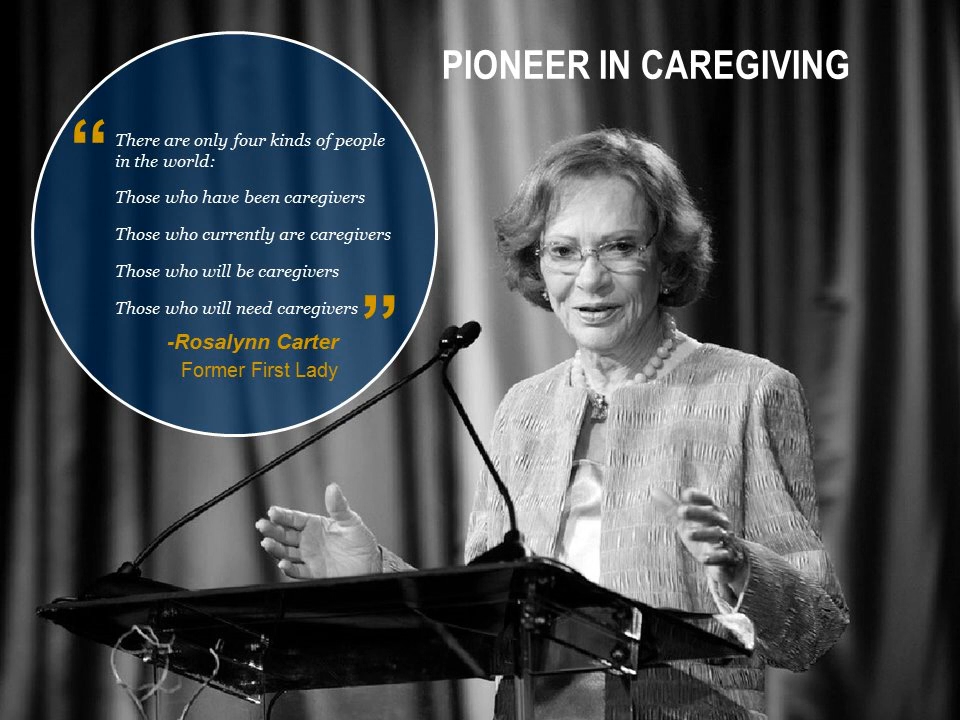 PIONEER IN CAREGIVING
“ There are only four kinds of people
in the world:
Those who have been caregivers
Those who currently are caregivers
Those who will be caregivers
Those who will need caregivers ”
-Rosalynn Carter
Former First Lady